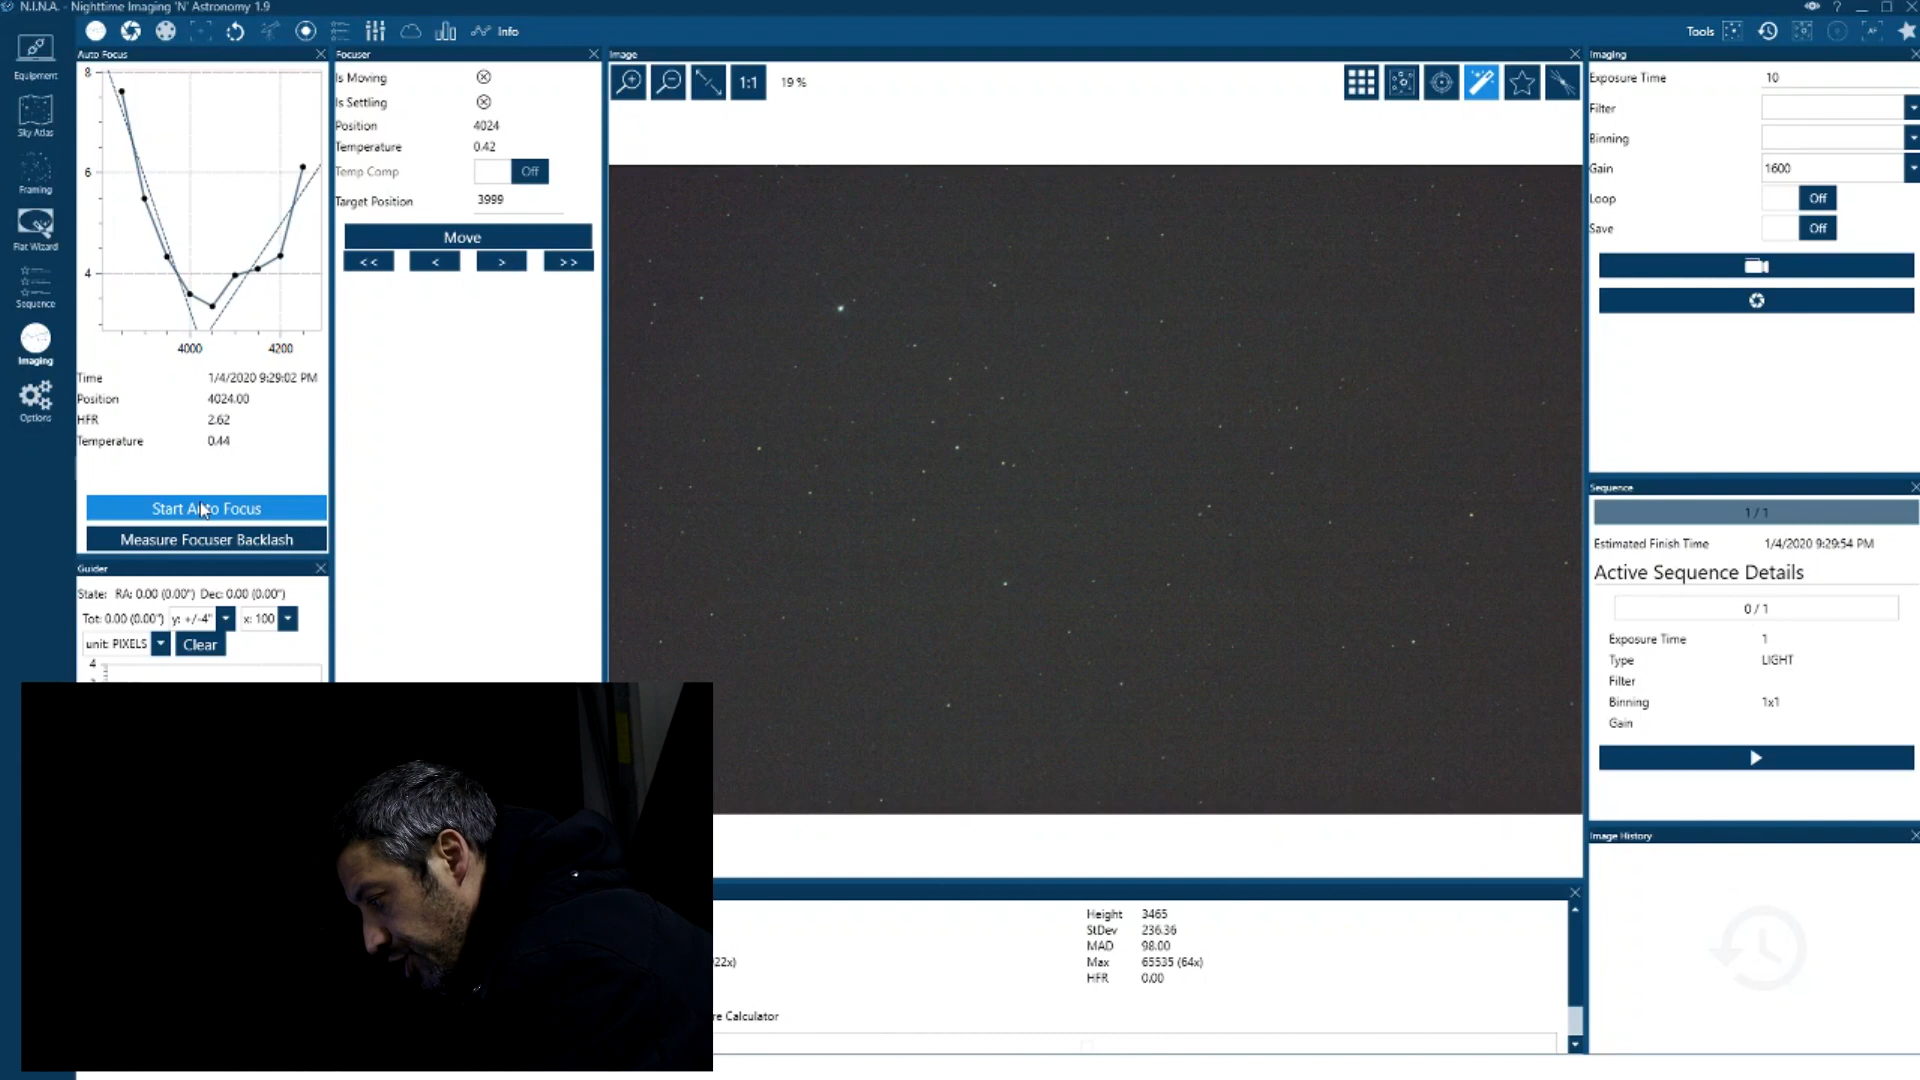 N.I.N.A. - Nighttime Imaging 'N' Astronomy 1.9
Info
Tools
Equipment
Sky Atlas
Framing
Flat Wizard
Sequence
Imaging
Options
Auto Focus
8
6
4
4000
4200
Time 1/4/2020 9:29:02 PM
Position 4024.00
HFR 2.62
Temperature 0.44
Start Auto Focus
Measure Focuser Backlash
Guider
State: RA: 0.00 (0.00") Dec: 0.00 (0.00")
Tot: 0.00 (0.00") y: +/-4" x: 100
unit: PIXELS Clear
4
Focuser
Is Moving
Is Settling
Position 4024
Temperature 0.42
Temp Comp Off
Target Position 3999
Move
<< < > >>
Image
1:1 19 %
22x)
re Calculator
Height 3465
StDev 236.36
MAD 98.00
Max 65535 (64x)
HFR 0.00
Imaging
Exposure Time 10
Filter
Binning
Gain 1600
Loop Off
Save Off
Sequence
1 / 1
Estimated Finish Time 1/4/2020 9:29:54 PM
Active Sequence Details
0 / 1
Exposure Time 1
Type LIGHT
Filter
Binning 1x1
Gain
Image History